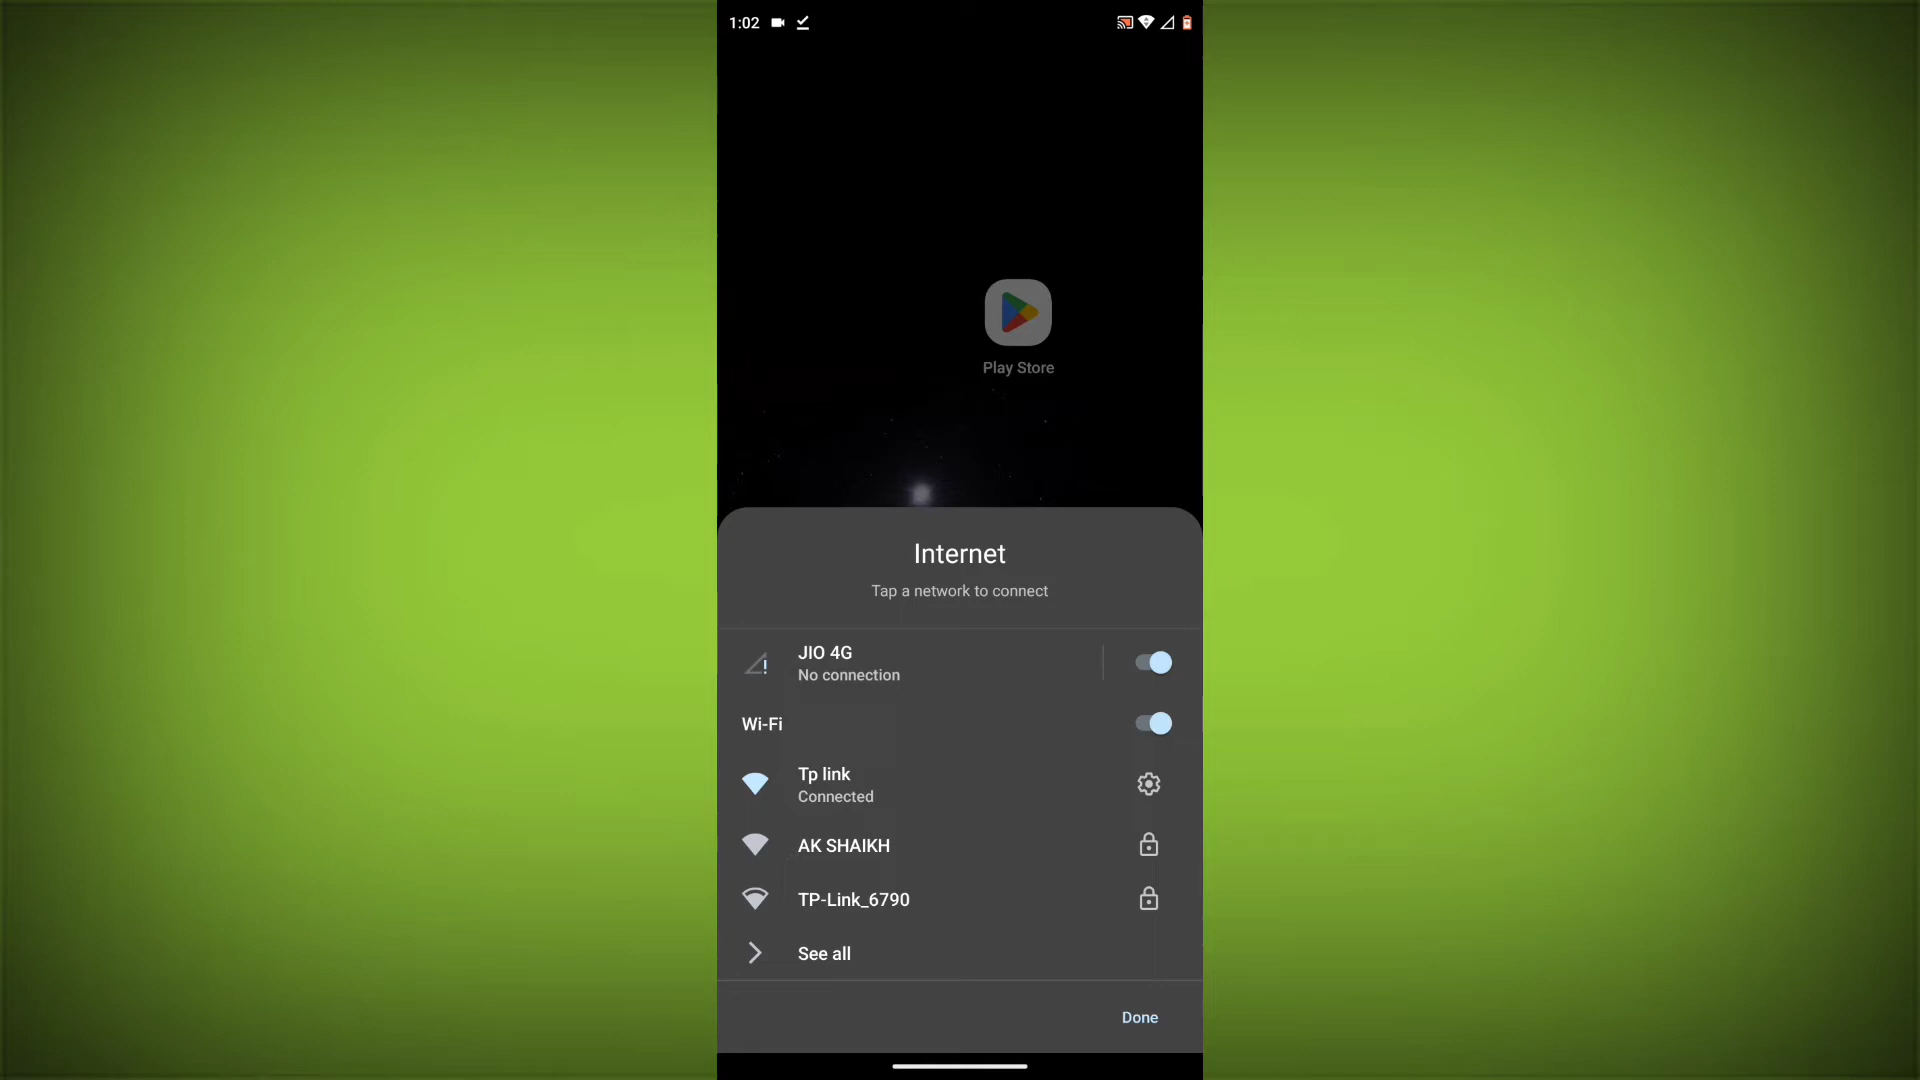 1:02
Play Store
Internet
Tap a network to connect
JIO 4G
No connection
Wi-Fi
Tp link
Connected
AK SHAIKH
TP-Link_6790
See all
Done